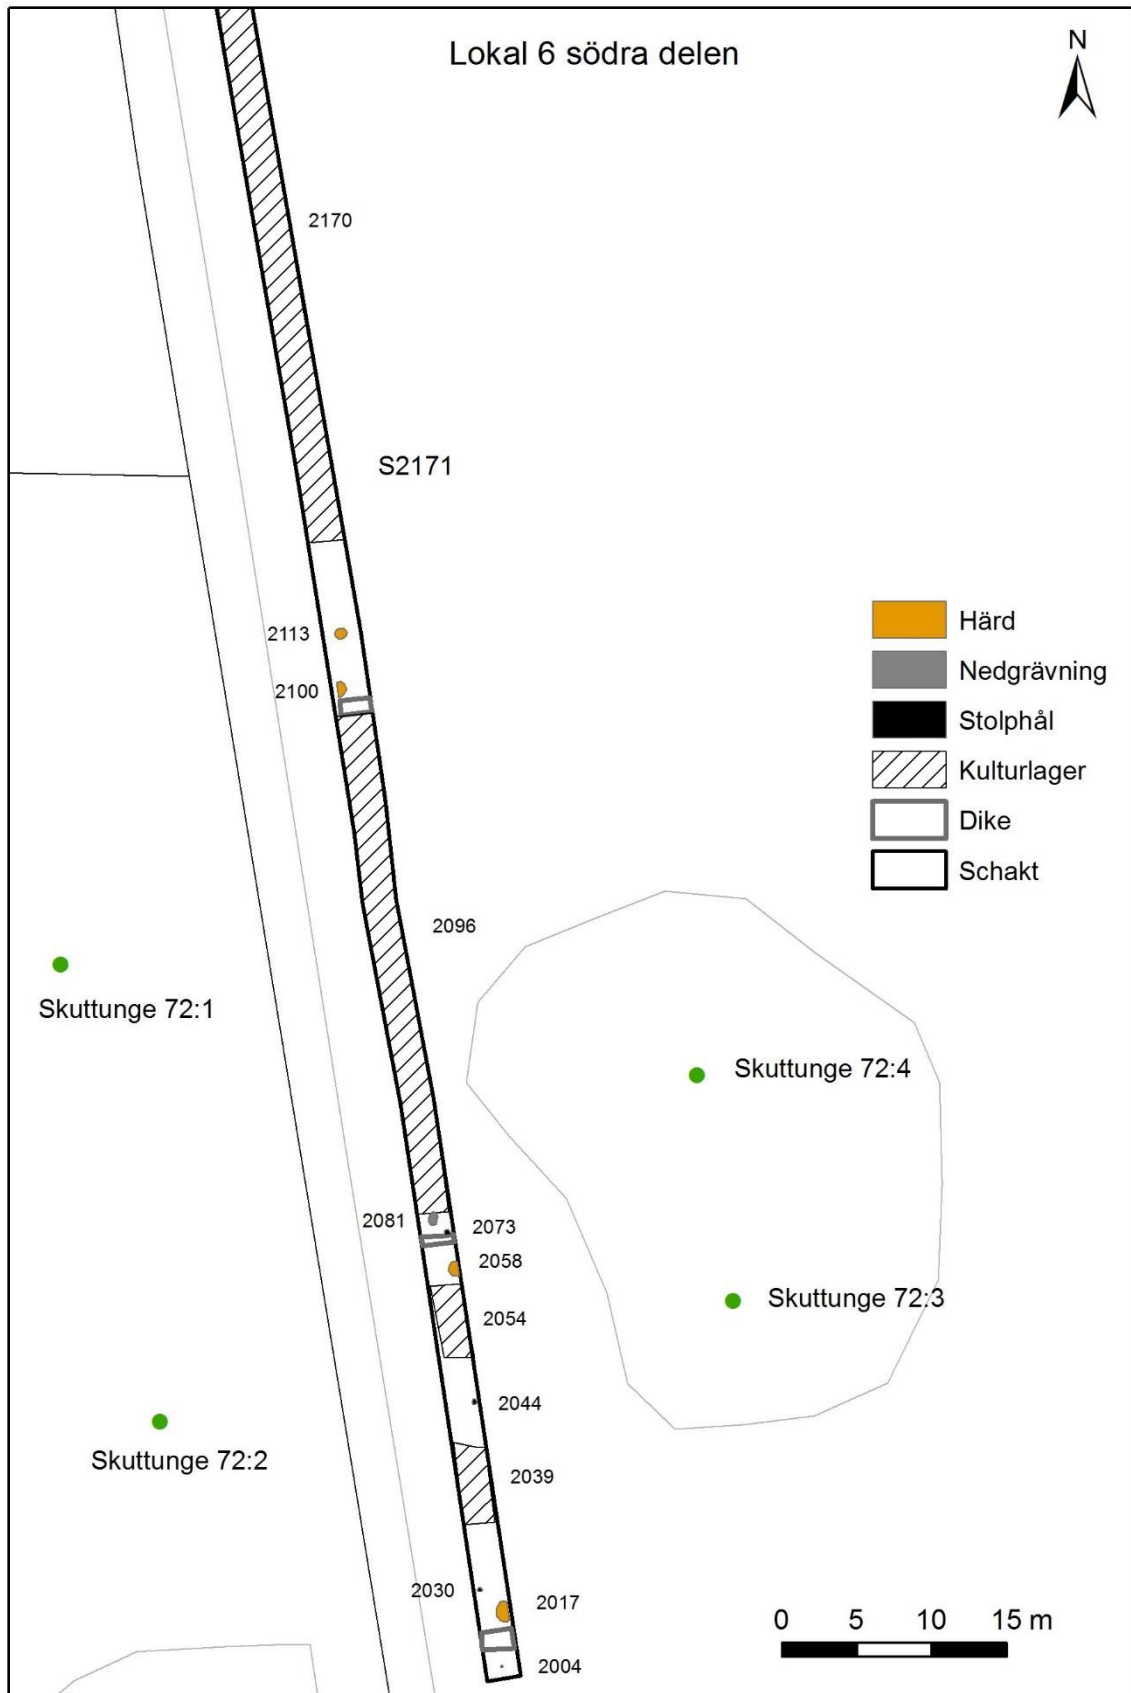 Lokal 6 södra delen
N
2170
S2171
2113
2100
Härd
Nedgrävning
Stolphål
Kulturlager
Dike
Schakt
2096
Skuttunge 72:1
Skuttunge 72:4
2081
2073
2058
2054
Skuttunge 72:3
2044
Skuttunge 72:2
2039
2030
2017
0 5 10 15 m
2004